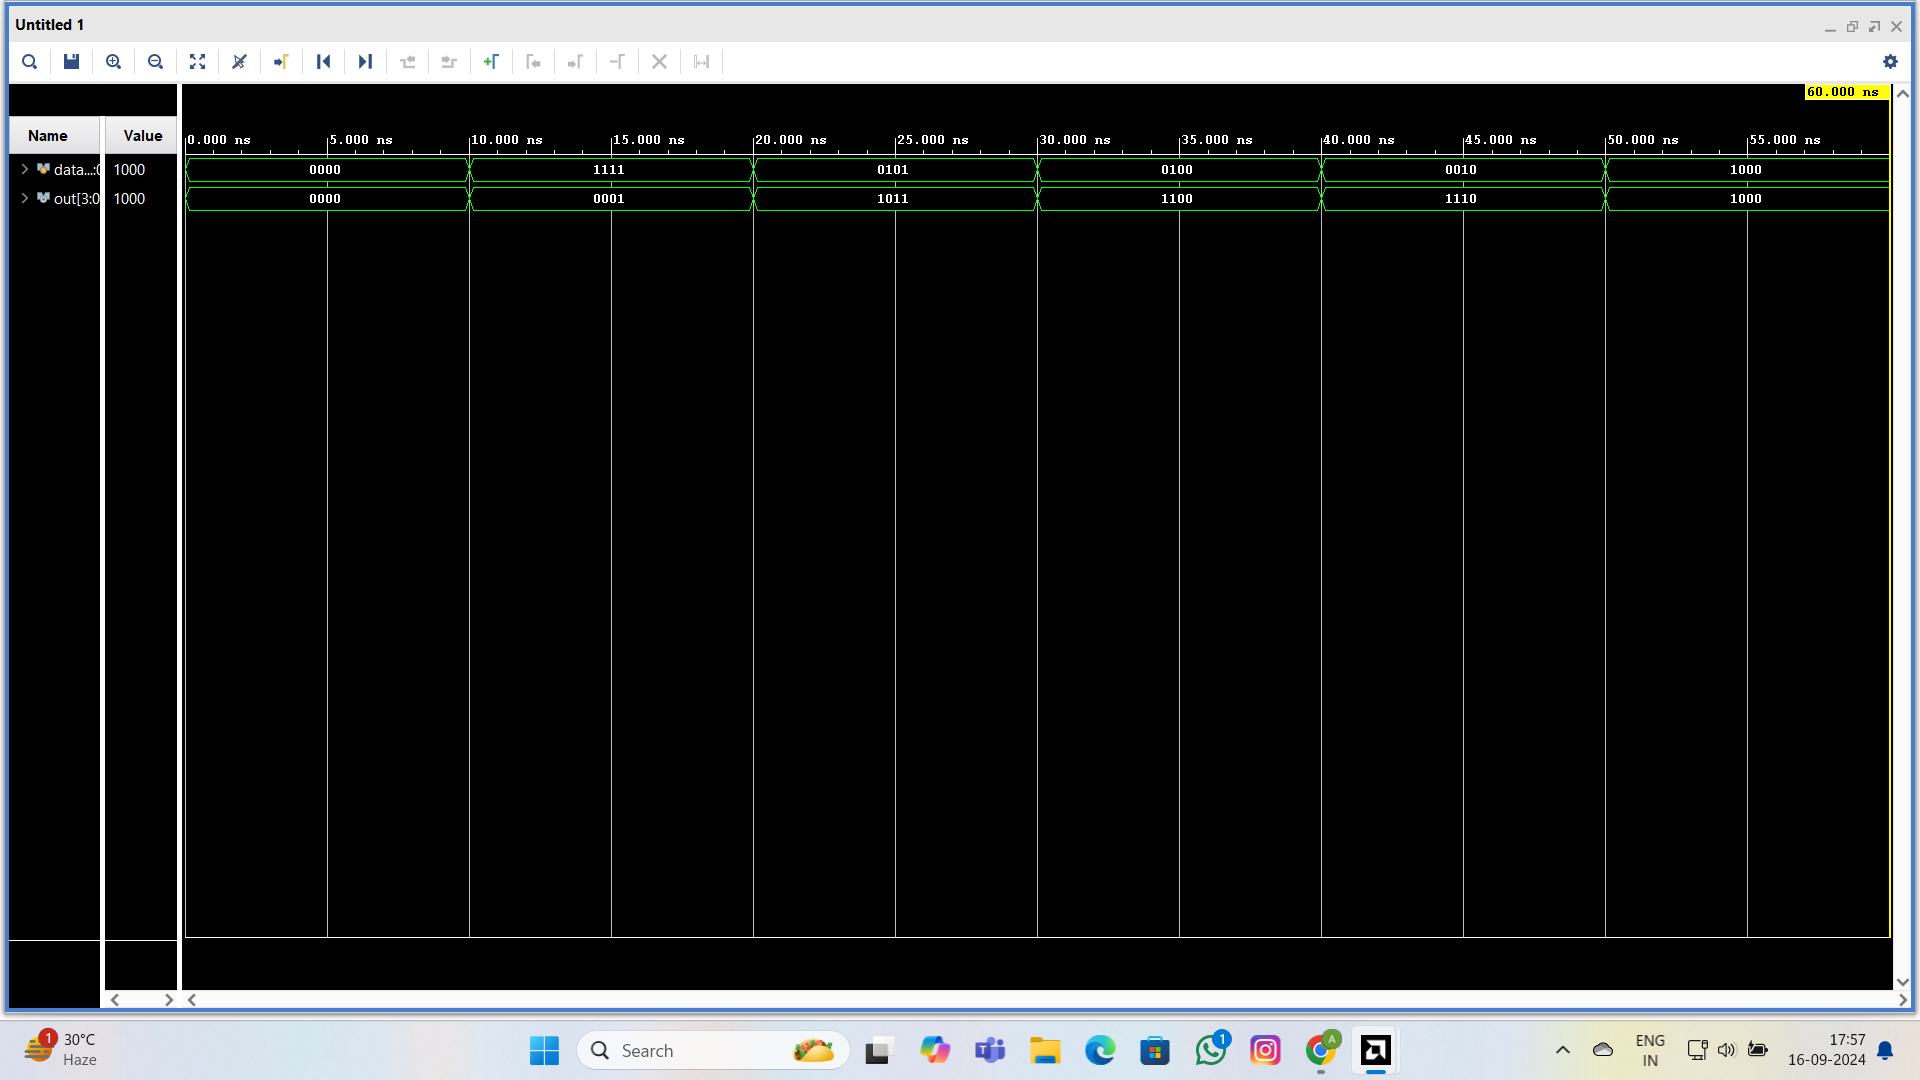 Untitled 1
60.000 ns
Name Value
0.000 ns 5.000 ns 10.000 ns 15.000 ns 20.000 ns 25.000 ns 30.000 ns 35.000 ns 40.000 ns 45.000 ns 50.000 ns 55.000 ns
data...:0 1000 0000 1111 0101 0100 0010 1000
out[3:0 1000 0000 0001 1011 1100 1110 1000
1 30°C
Haze
Search
1
A
ENG
IN
17:57
16-09-2024